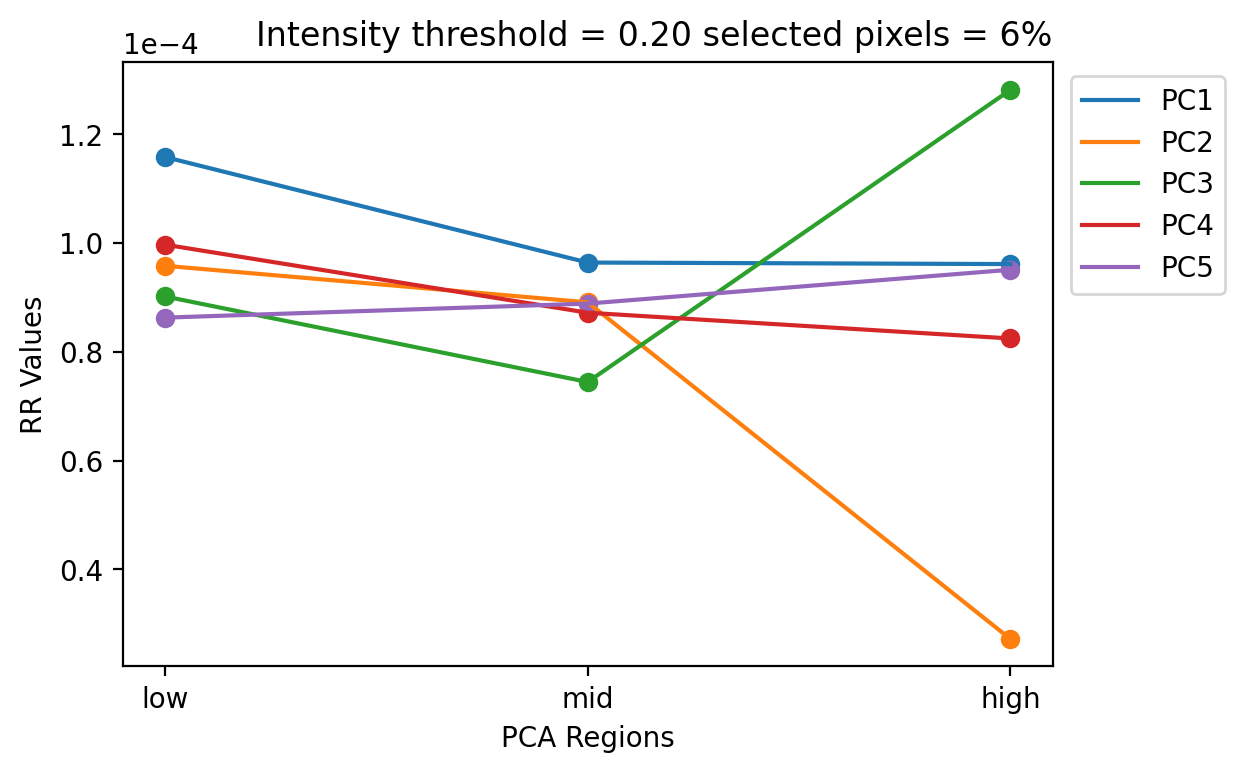 Intensity threshold = 0.20 selected pixels = 6%
1e−4
1.2
1.0
0.8
0.6
0.4
RR Values
low
mid
high
PCA Regions
PC1
PC2
PC3
PC4
PC5